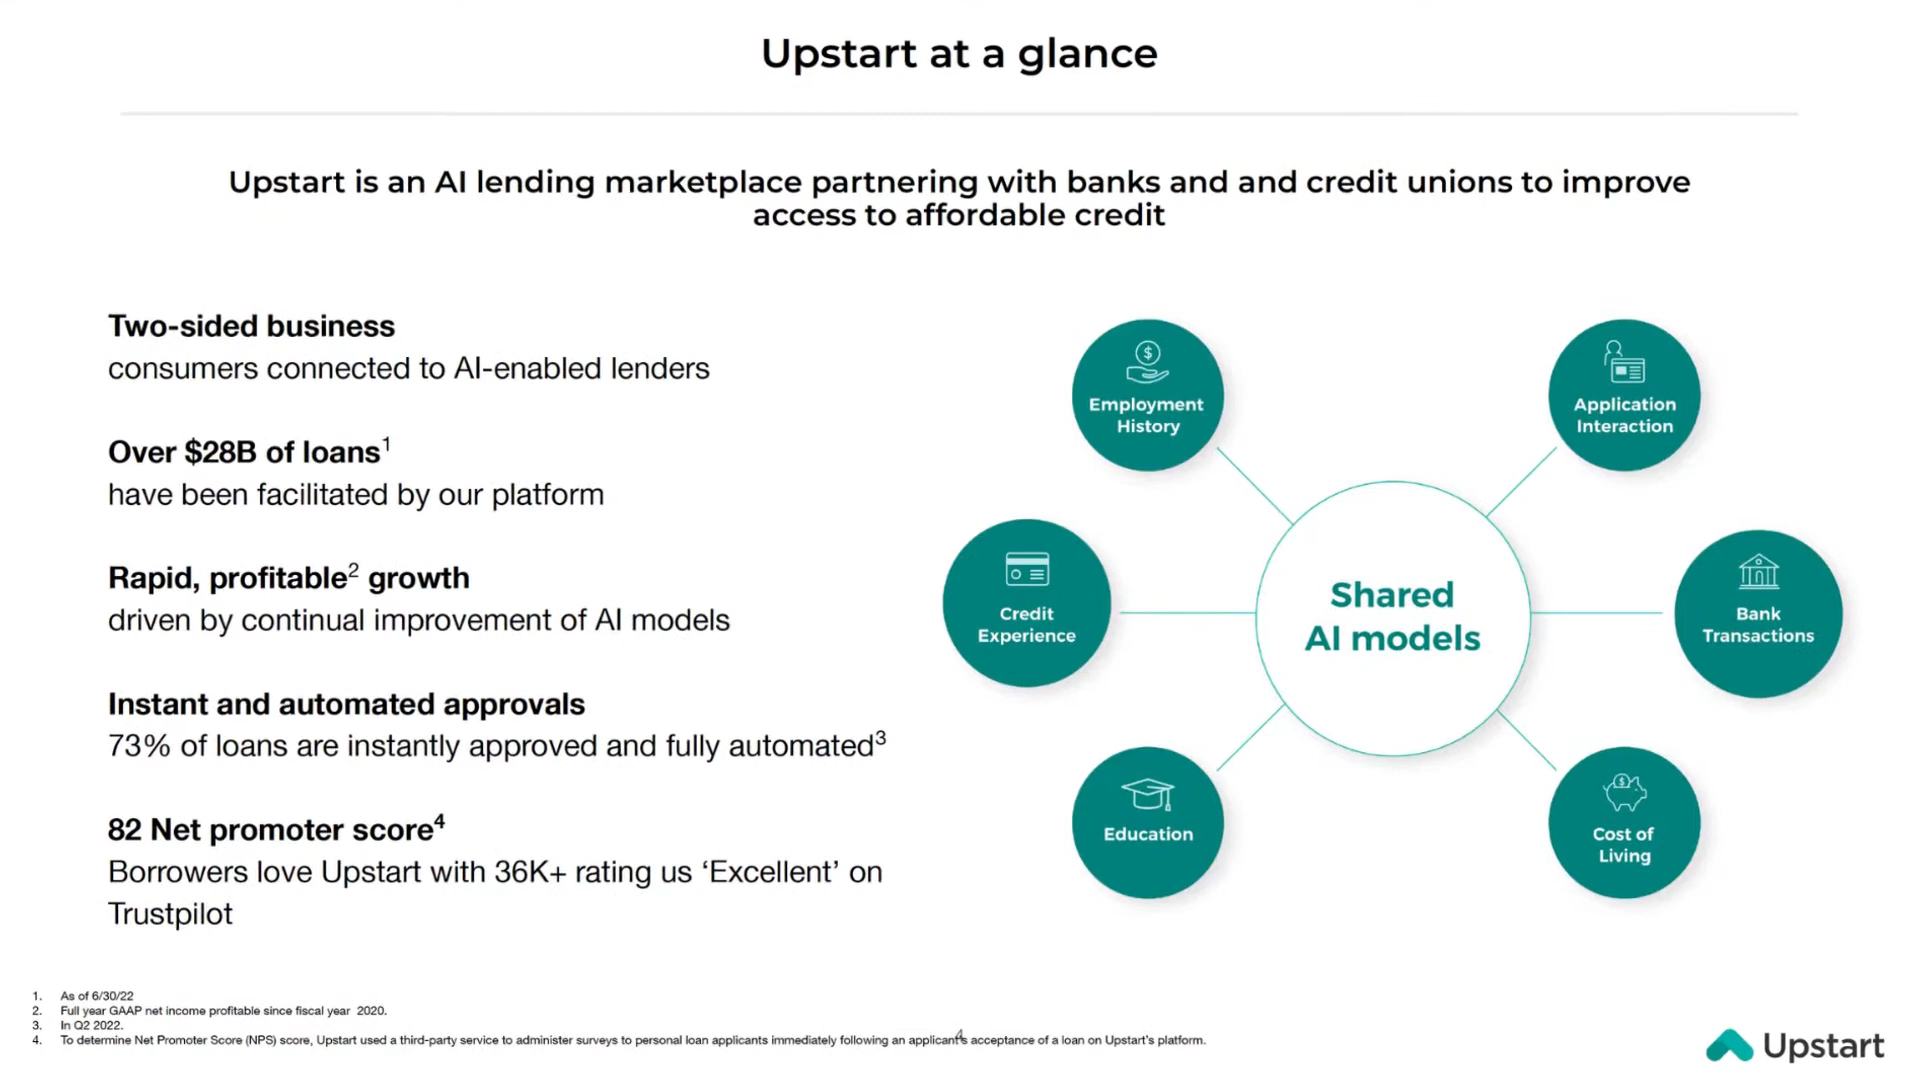 Upstart at a glance
Upstart is an AI lending marketplace partnering with banks and and credit unions to improve
access to affordable credit
Two-sided business
consumers connected to AI-enabled lenders
Over $28B of loans¹
have been facilitated by our platform
Rapid, profitable² growth
driven by continual improvement of AI models
Instant and automated approvals
73% of loans are instantly approved and fully automated³
82 Net promoter score⁴
Borrowers love Upstart with 36K+ rating us ‘Excellent’ on
Trustpilot
Employment
History
Application
Interaction
Credit
Experience
Shared
AI models
Bank
Transactions
Education
Cost of
Living
1. As of 6/30/22
2. Full year GAAP net income profitable since fiscal year 2020.
3. In Q2 2022.
4. To determine Net Promoter Score (NPS) score, Upstart used a third-party service to administer surveys to personal loan applicants immediately following an applicant's acceptance of a loan on Upstart's platform.
4
Upstart